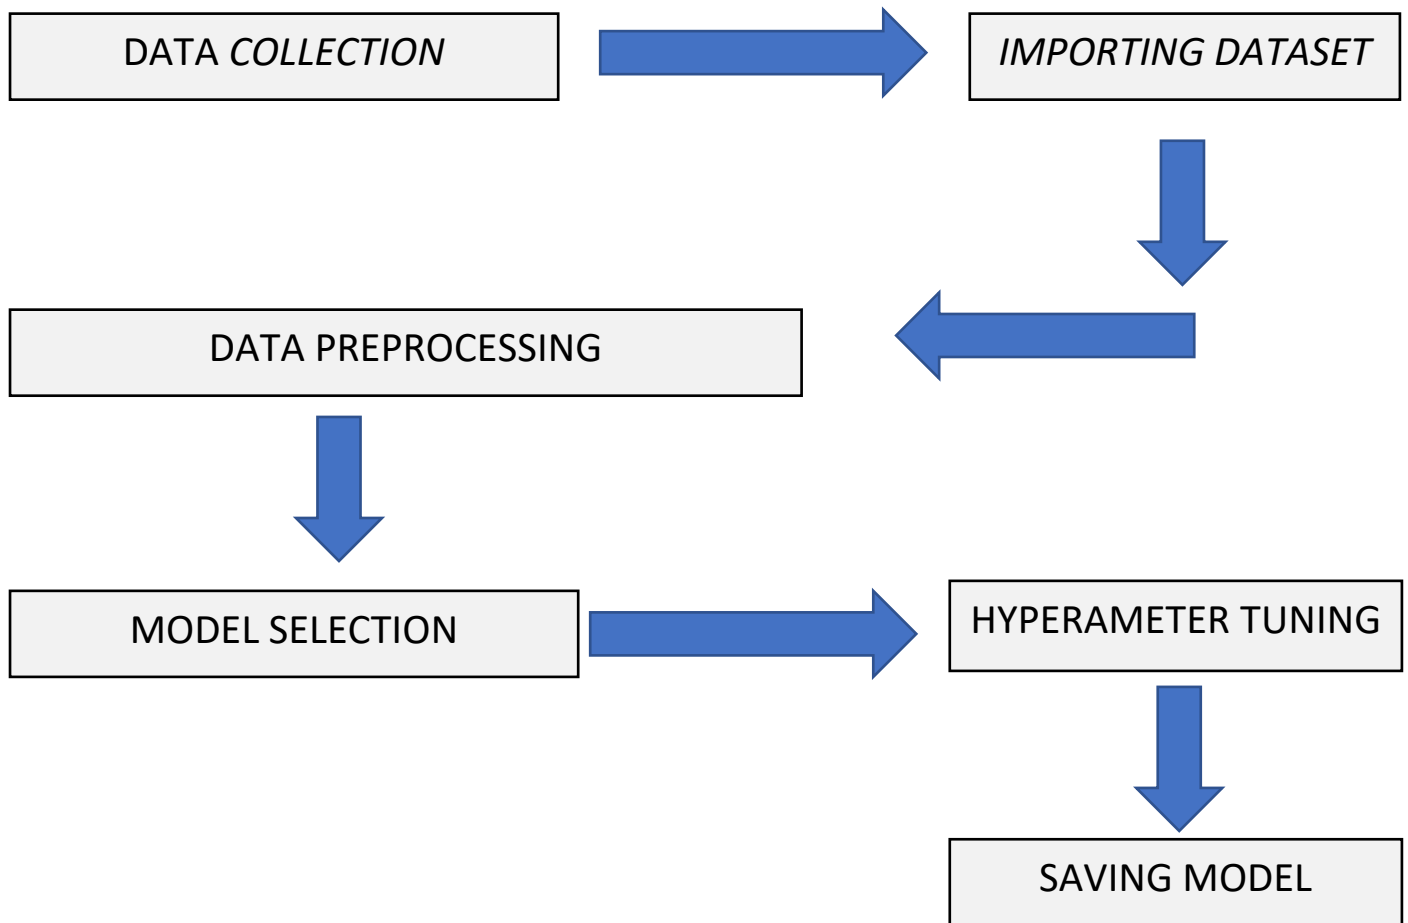 DATA COLLECTION
IMPORTING DATASET
DATA PREPROCESSING
MODEL SELECTION
HYPERAMETER TUNING
SAVING MODEL